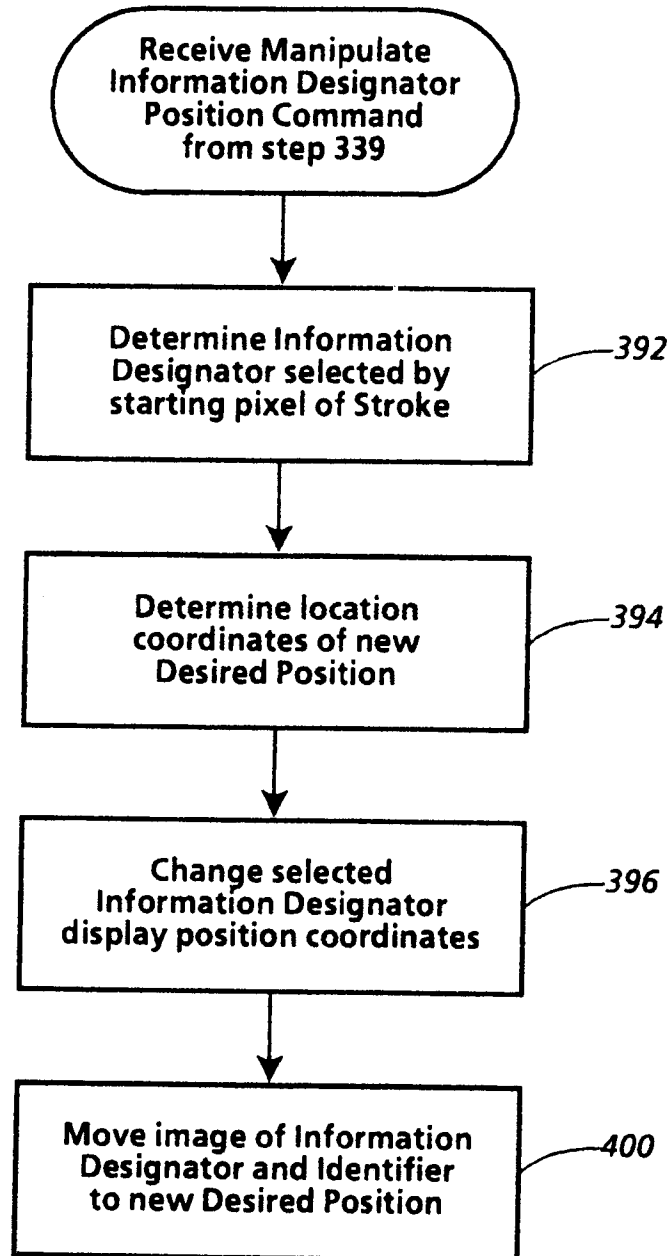 Receive Manipulate
Information Designator
Position Command
from step 339
Determine Information
Designator selected by
starting pixel of Stroke
392
Determine location
coordinates of new
Desired Position
394
Change selected
Information Designator
display position coordinates
396
Move image of Information
Designator and Identifier
to new Desired Position
400